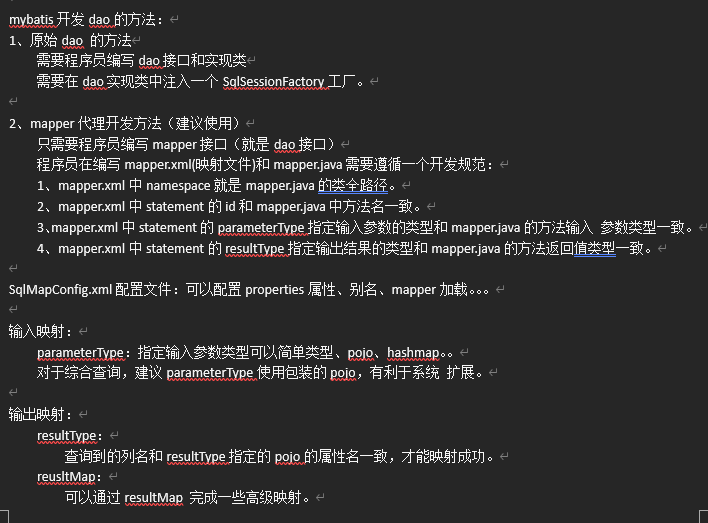 mybatis 开发 dao 的方法：
1、原始 dao 的方法
需要程序员编写 dao 接口和实现类
需要在 dao 实现类中注入一个 SqlSessionFactory 工厂。
2、mapper 代理开发方法（建议使用）
只需要程序员编写 mapper 接口（就是 dao 接口）
程序员在编写 mapper.xml(映射文件)和 mapper.java 需要遵循一个开发规范：
1、mapper.xml 中 namespace 就是 mapper.java 的类全路径。
2、mapper.xml 中 statement 的 id 和 mapper.java 中方法名一致。
3、mapper.xml 中 statement 的 parameterType 指定输入参数的类型和 mapper.java 的方法输入 参数类型一致。
4、mapper.xml 中 statement 的 resultType 指定输出结果的类型和 mapper.java 的方法返回值类型一致。
SqlMapConfig.xml 配置文件：可以配置 properties 属性、别名、mapper 加载。。。
输入映射：
parameterType：指定输入参数类型可以简单类型、pojo、hashmap。。
对于综合查询，建议 parameterType 使用包装的 pojo，有利于系统 扩展。
输出映射：
resultType：
查询到的列名和 resultType 指定的 pojo 的属性名一致，才能映射成功。
reusltMap：
可以通过 resultMap 完成一些高级映射。